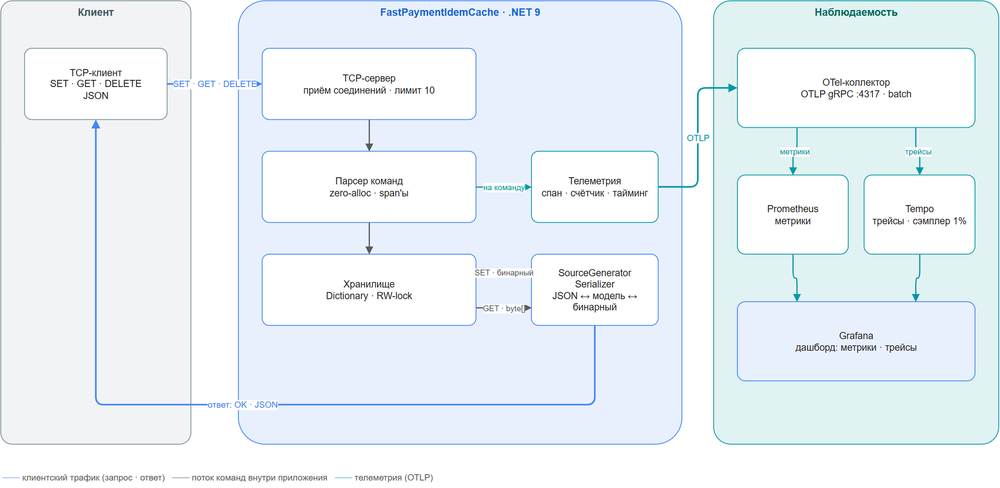 Клиент
TCP-клиент
SET · GET · DELETE
JSON
SET · GET · DELETE
FastPaymentIdemCache · .NET 9
TCP-сервер
приём соединений · лимит 10
Парсер команд
zero-alloc · span'ы
на команду
Телеметрия
спан · счётчик · тайминг
Хранилище
Dictionary · RW-lock
SET · бинарный
GET · byte[]
SourceGenerator
Serializer
JSON ↔ модель ↔
бинарный
ответ: OK · JSON
OTLP
Наблюдаемость
OTel-коллектор
OTLP gRPC :4317 · batch
метрики
трейсы
Prometheus
метрики
Tempo
трейсы · сэмплер 1%
Grafana
дашборд: метрики · трейсы
клиентский трафик (запрос · ответ)
поток команд внутри приложения
телеметрия (OTLP)